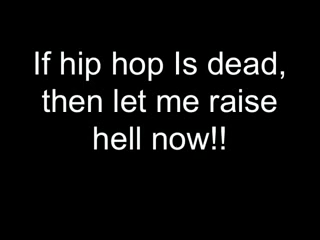 If hip hop Is dead,
then let me raise
hell now!!